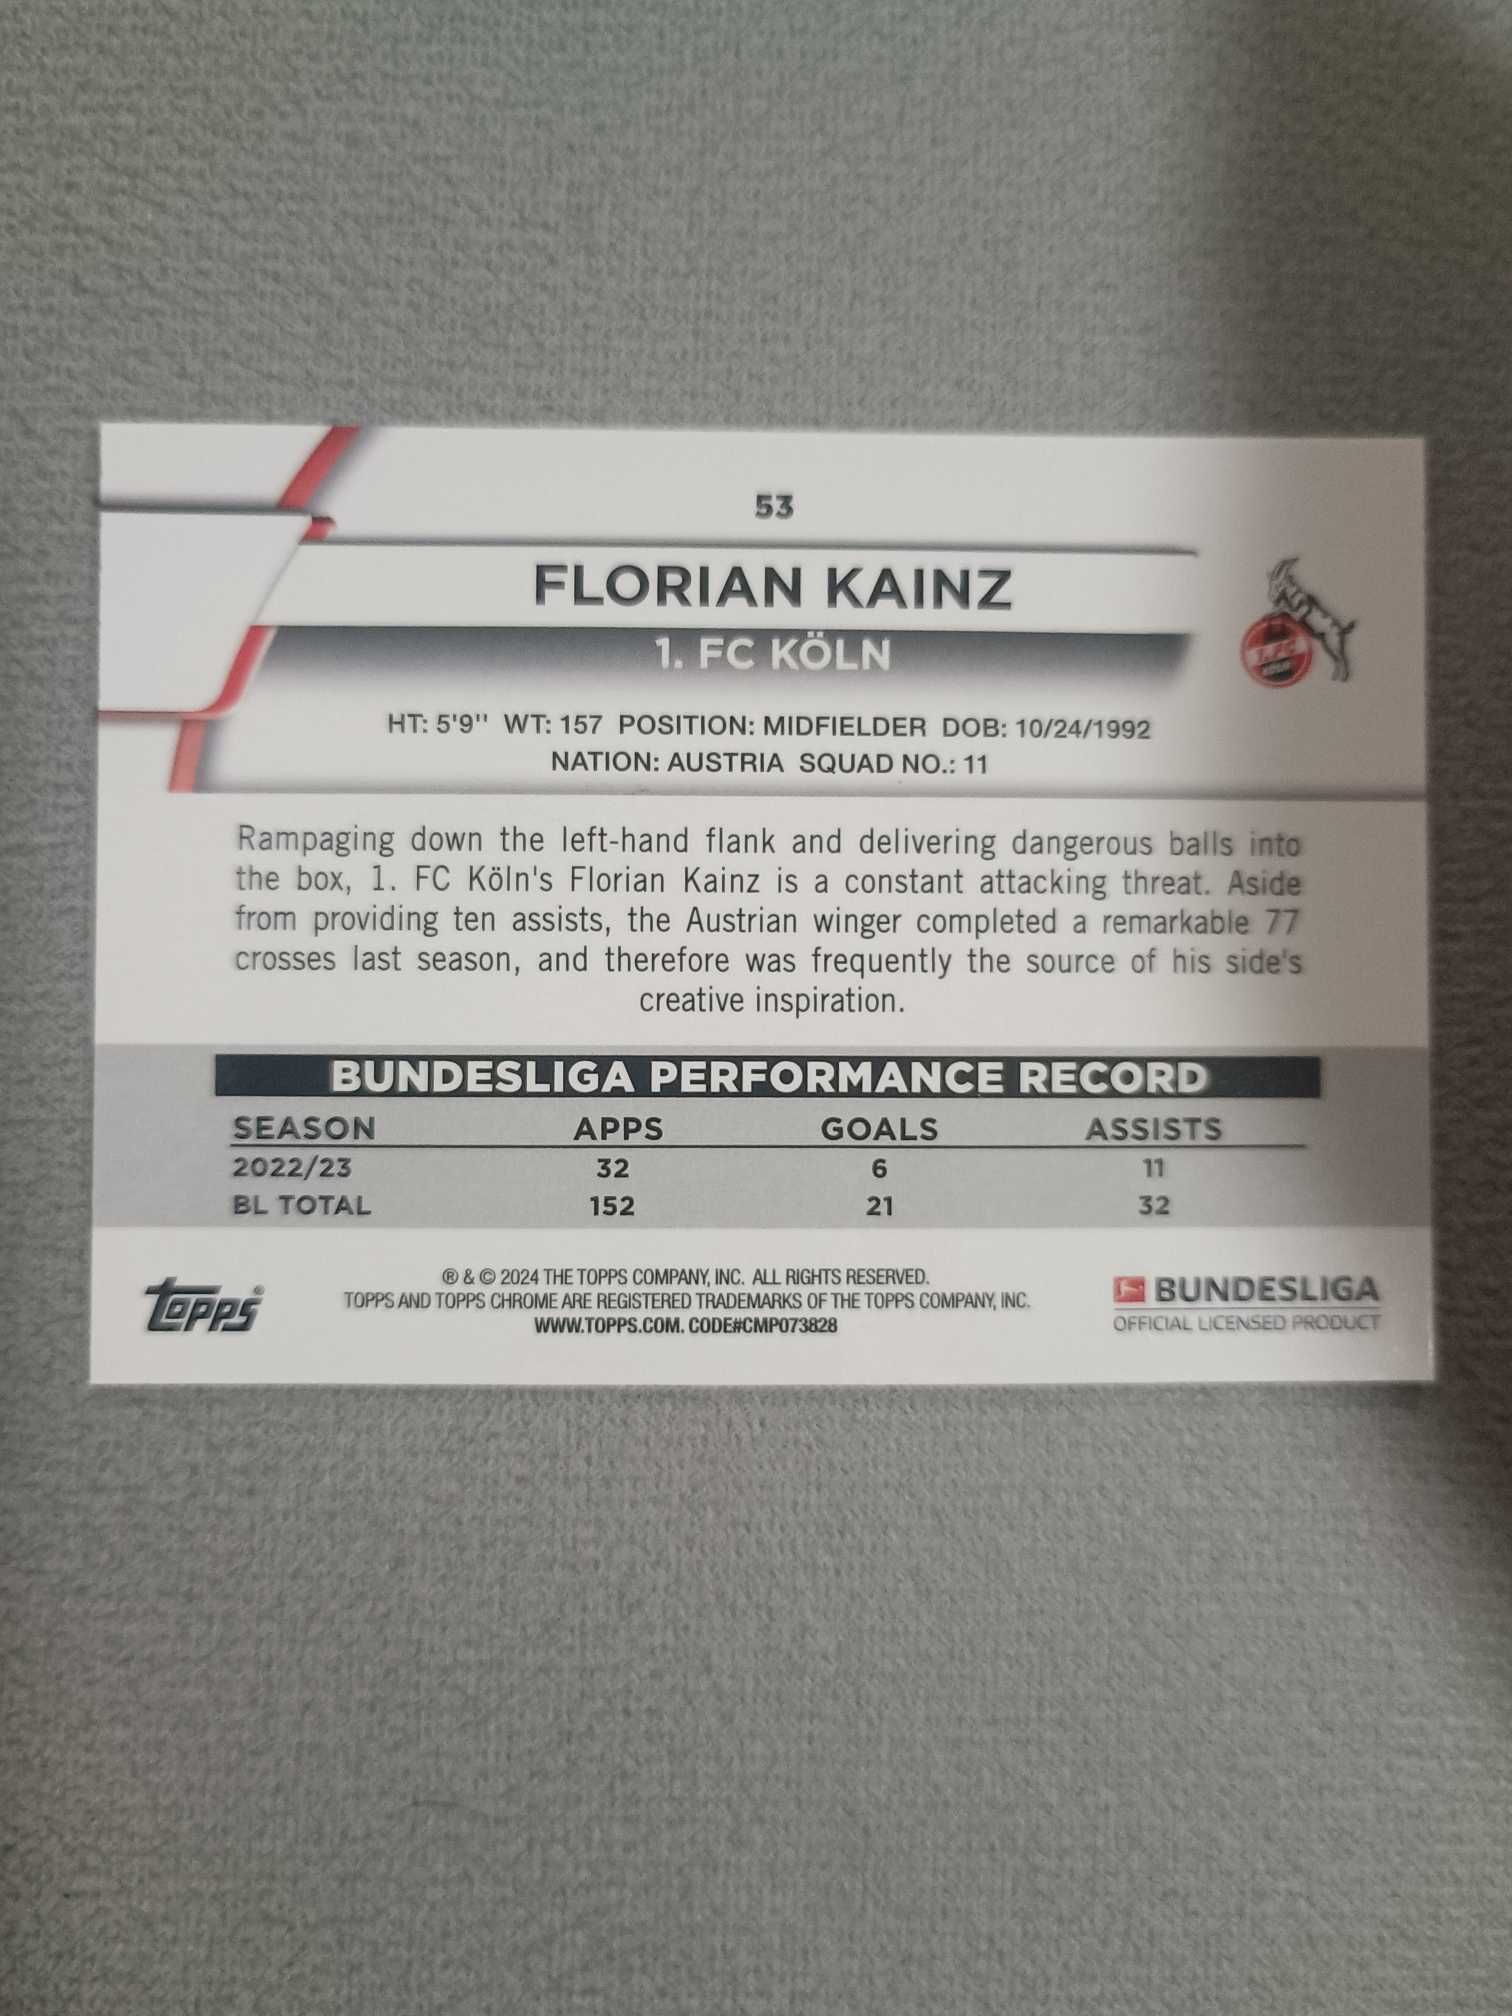 53
FLORIAN KAINZ
1. FC KÖLN
1. FC
HT: 5'9'' WT: 157 POSITION: MIDFIELDER DOB: 10/24/1992
NATION: AUSTRIA SQUAD NO.: 11
Rampaging down the left-hand flank and delivering dangerous balls into
the box, 1. FC Köln's Florian Kainz is a constant attacking threat. Aside
from providing ten assists, the Austrian winger completed a remarkable 77
crosses last season, and therefore was frequently the source of his side's
creative inspiration.
BUNDESLIGA PERFORMANCE RECORD
SEASON APPS GOALS ASSISTS
2022/23 32 6 11
BL TOTAL 152 21 32
topps®
® & © 2024 THE TOPPS COMPANY, INC. ALL RIGHTS RESERVED.
TOPPS AND TOPPS CHROME ARE REGISTERED TRADEMARKS OF THE TOPPS COMPANY, INC.
WWW.TOPPS.COM. CODE#CMP073828
BUNDESLIGA
OFFICIAL LICENSED PRODUCT